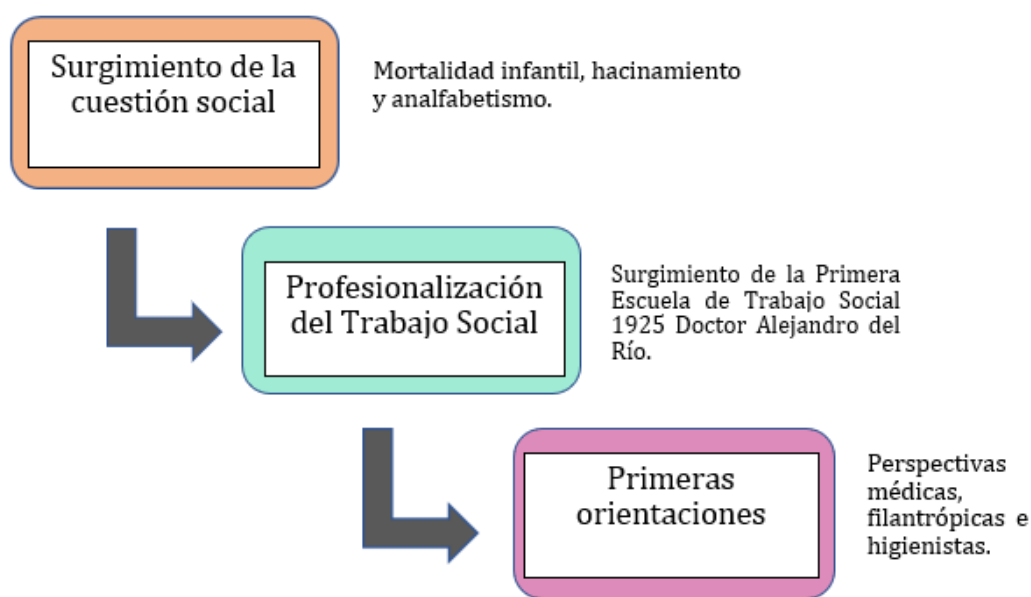 Surgimiento de la
cuestión social
Mortalidad infantil, hacinamiento
y analfabetismo.
Profesionalización
del Trabajo Social
Surgimiento de la Primera
Escuela de Trabajo Social
1925 Doctor Alejandro del
Río.
Primeras
orientaciones
Perspectivas
médicas,
filantrópicas e
higienistas.